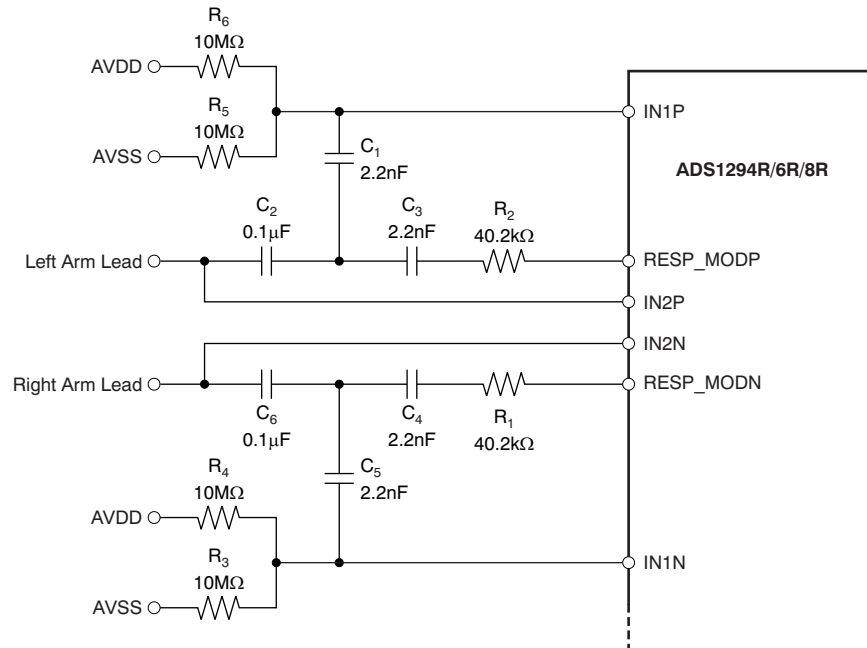 R6
10MΩ
AVDD
R5
10MΩ
AVSS
IN1P
C1
2.2nF
ADS1294R/6R/8R
C2
0.1μF
C3
2.2nF
R2
40.2kΩ
Left Arm Lead
RESP_MODP
IN2P
IN2N
Right Arm Lead
RESP_MODN
C6
0.1μF
C4
2.2nF
R1
40.2kΩ
C5
2.2nF
R4
10MΩ
AVDD
R3
10MΩ
AVSS
IN1N